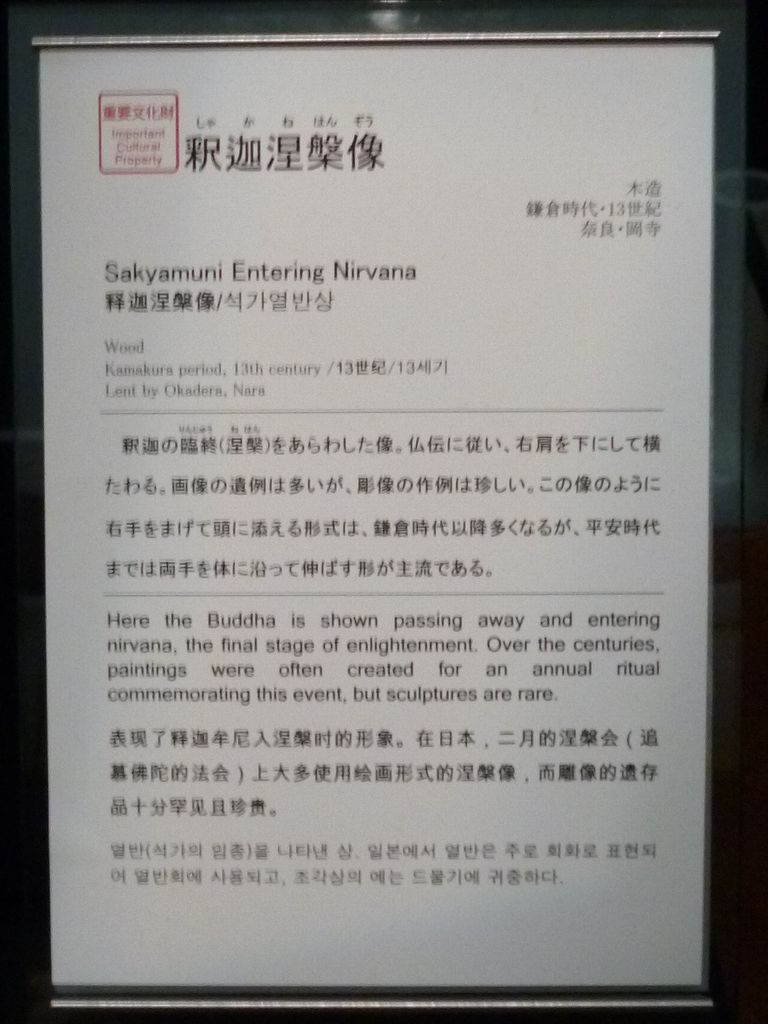 重要文化財
Important
Cultural
Property
しゃ か ね はん ぞう
釈迦涅槃像
木造
鎌倉時代・13世紀
奈良・岡寺
Sakyamuni Entering Nirvana
释迦涅槃像/석가열반상
Wood
Kamakura period, 13th century /13世纪/13세기
Lent by Okadera, Nara
りんじゅう ね はん
釈迦の臨終(涅槃)をあらわした像。仏伝に従い、右肩を下にして横
たわる。画像の遺例は多いが、彫像の作例は珍しい。この像のように
右手をまげて頭に添える形式は、鎌倉時代以降多くなるが、平安時代
までは両手を体に沿って伸ばす形が主流である。
Here the Buddha is shown passing away and entering
nirvana, the final stage of enlightenment. Over the centuries,
paintings were often created for an annual ritual
commemorating this event, but sculptures are rare.
表现了释迦牟尼入涅槃时的形象。在日本，二月的涅槃会（追
慕佛陀的法会）上大多使用绘画形式的涅槃像，而雕像的遗存
品十分罕见且珍贵。
열반(석가의 임종)을 나타낸 상. 일본에서 열반은 주로 회화로 표현되
어 열반회에 사용되고, 조각상의 예는 드물기에 귀중하다.